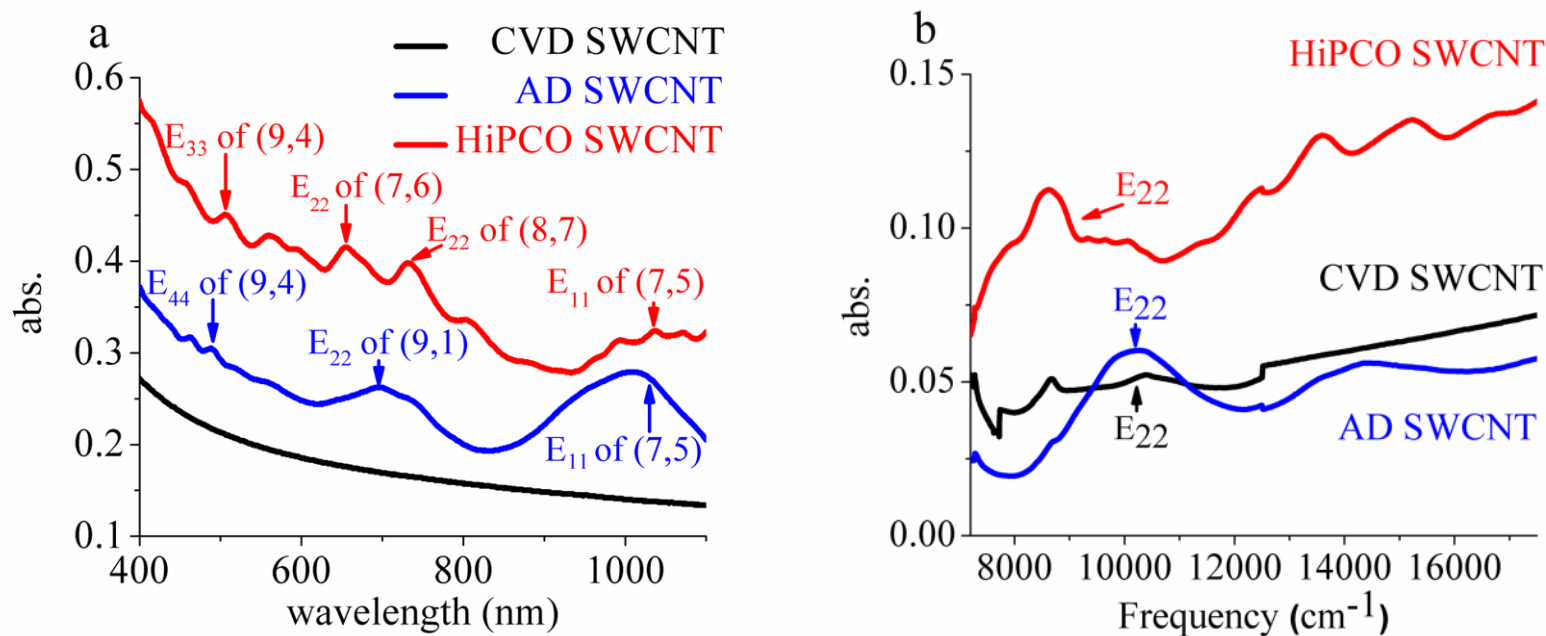 a
CVD SWCNT
AD SWCNT
HiPCO SWCNT
0.6
0.5
0.4
0.3
0.2
0.1
abs.
E33 of (9,4)
E22 of (7,6)
E22 of (8,7)
E11 of (7,5)
E44 of (9,4)
E22 of (9,1)
E11 of (7,5)
400
600
800
1000
wavelength (nm)
b
HiPCO SWCNT
0.15
0.10
0.05
0.00
abs.
E22
CVD SWCNT
E22
E22
AD SWCNT
8000
10000
12000
14000
16000
Frequency (cm-1)